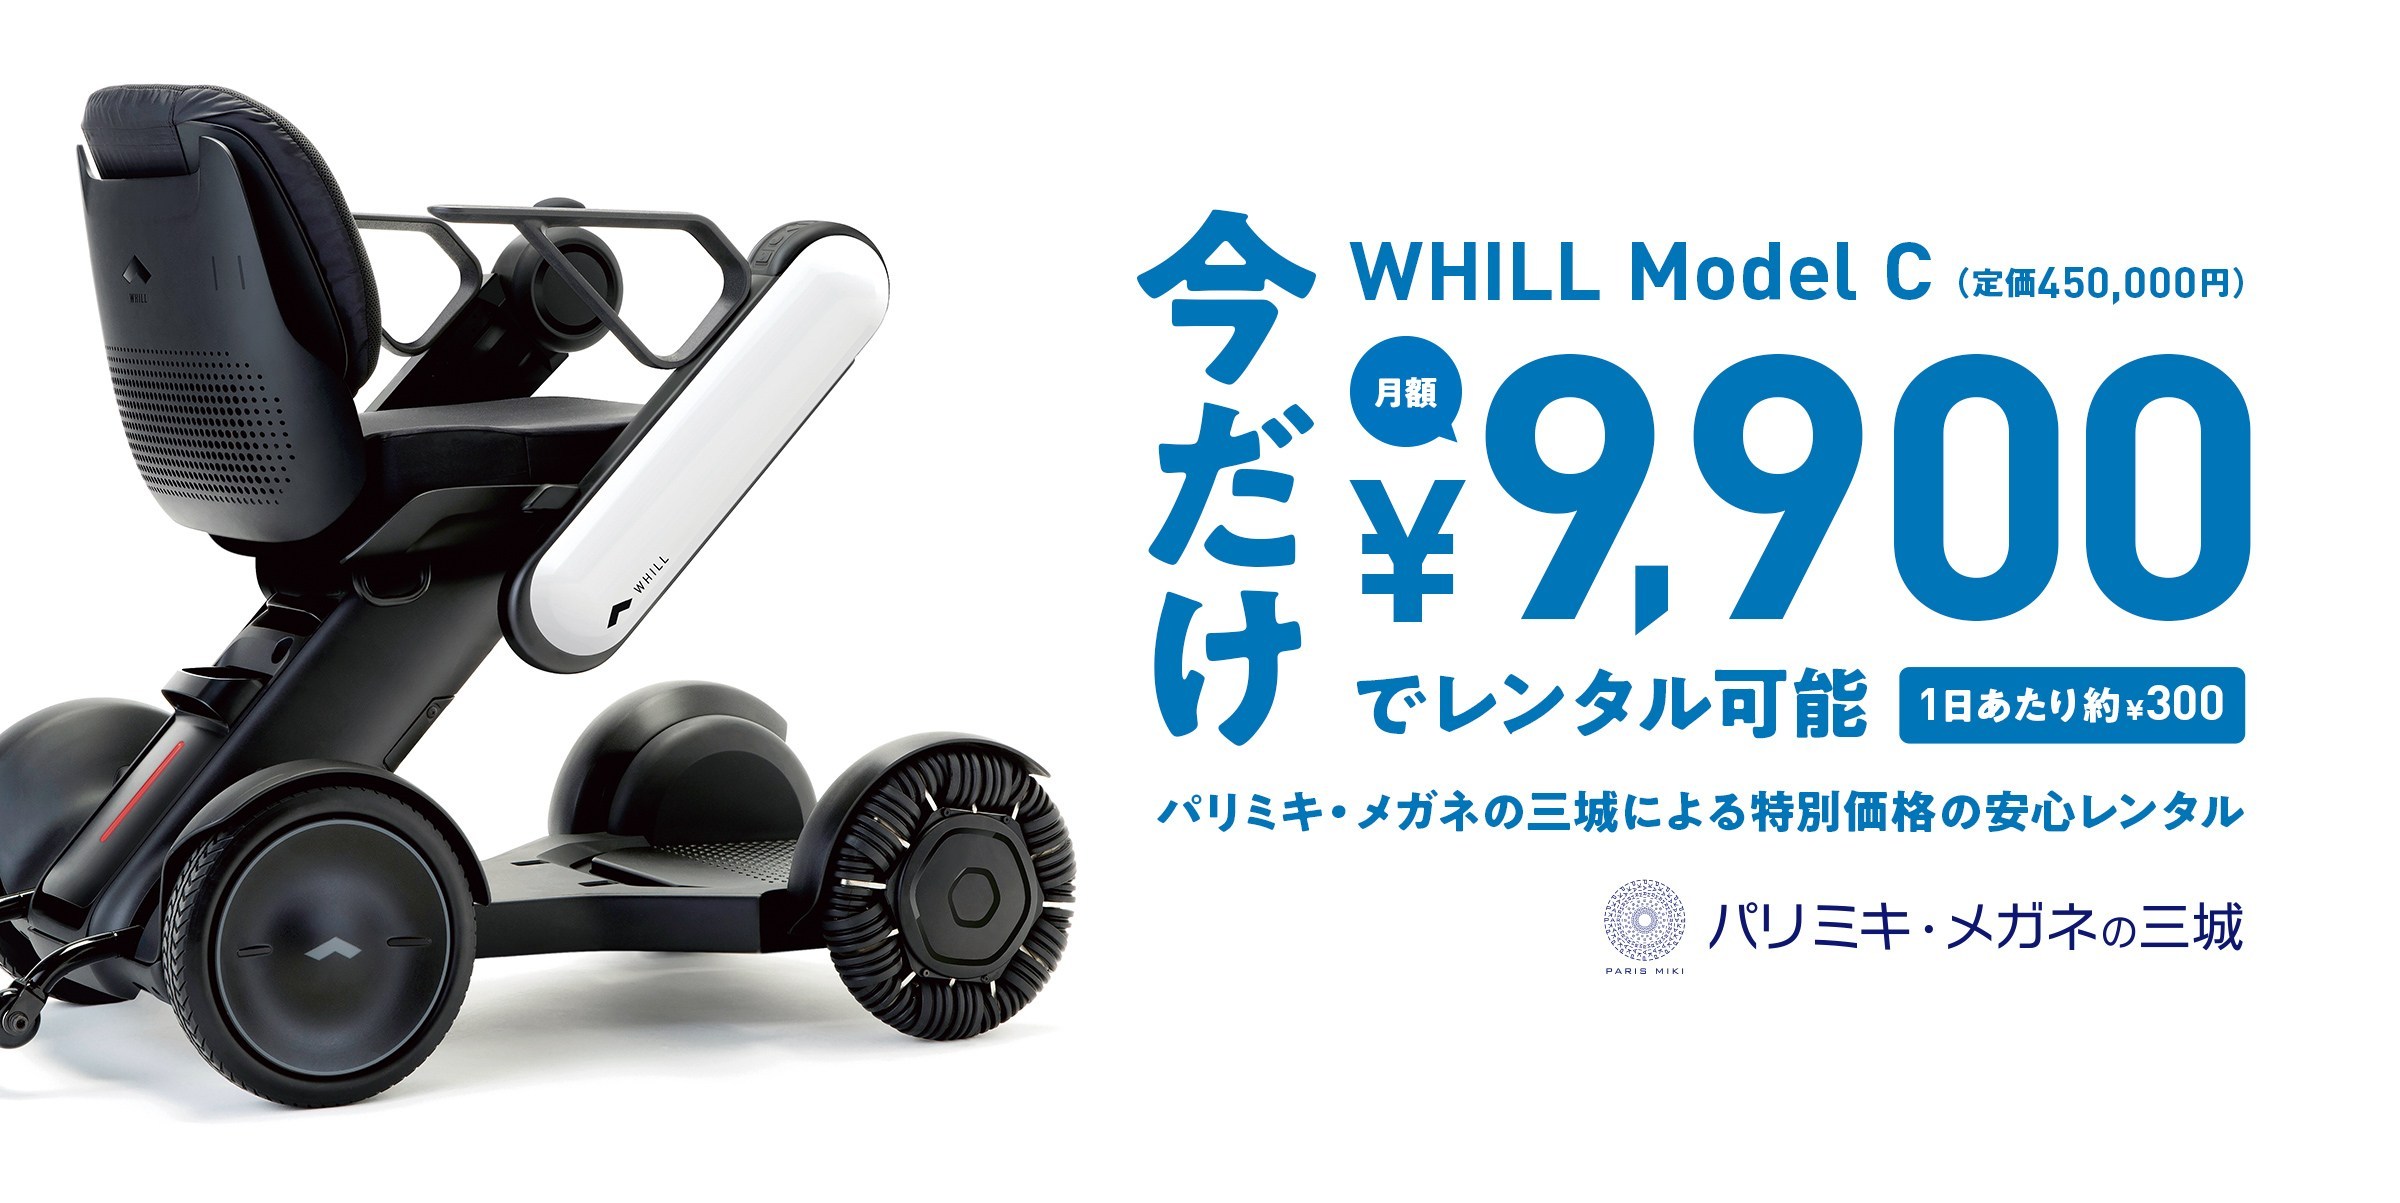 今だけ
WHILL Model C（定価450,000円）
月額
¥9,900
でレンタル可能
1日あたり約¥300
パリミキ・メガネの三城による特別価格の安心レンタル
PARIS MIKI
パリミキ・メガネの三城
WHILL
WHILL